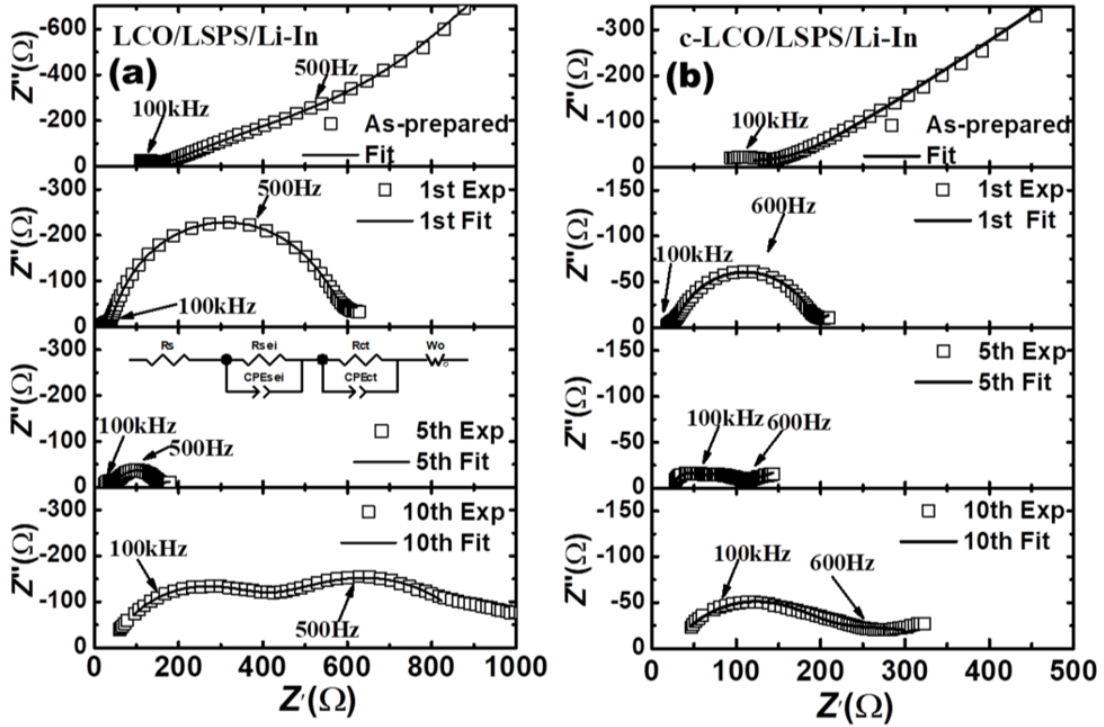 LCO/LSPS/Li-In
(a)
-600
-400
-200
0
Z''(Ω)
100kHz
500Hz
As-prepared
Fit
-300
-200
-100
0
Z''(Ω)
500Hz
100kHz
1st Exp
1st Fit
-300
-200
-100
0
Z''(Ω)
Rs
Rsei
Rct
Wo
CPEsei
CPEct
100kHz
500Hz
5th Exp
5th Fit
-300
-200
-100
0
Z''(Ω)
100kHz
500Hz
10th Exp
10th Fit
0 200 400 600 800 1000
Z'(Ω)
c-LCO/LSPS/Li-In
(b)
-300
-200
-100
0
Z''(Ω)
100kHz
As-prepared
Fit
-150
-100
-50
0
Z''(Ω)
600Hz
100kHz
1st Exp
1st Fit
-150
-100
-50
0
Z''(Ω)
100kHz
600Hz
5th Exp
5th Fit
-150
-100
-50
0
Z''(Ω)
100kHz
600Hz
10th Exp
10th Fit
0 100 200 300 400 500
Z'(Ω)